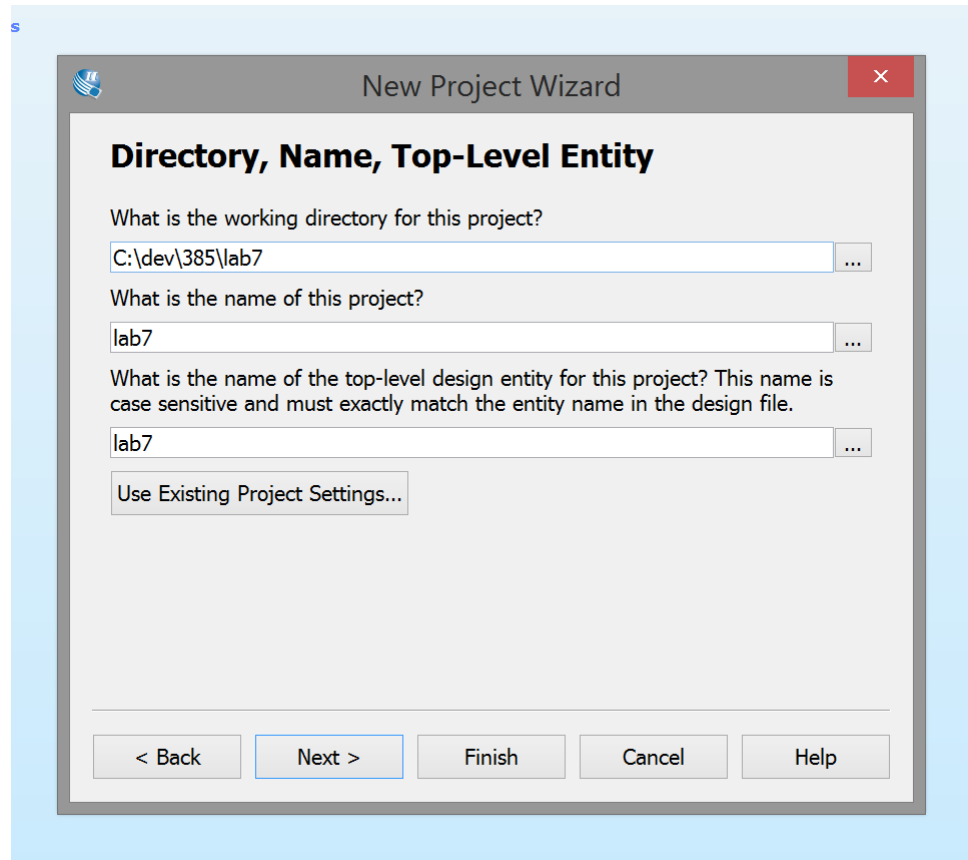 s
New Project Wizard
Directory, Name, Top-Level Entity
What is the working directory for this project?
C:\dev\385\lab7
...
What is the name of this project?
lab7
...
What is the name of the top-level design entity for this project? This name is
case sensitive and must exactly match the entity name in the design file.
lab7
...
Use Existing Project Settings...
< Back Next > Finish Cancel Help